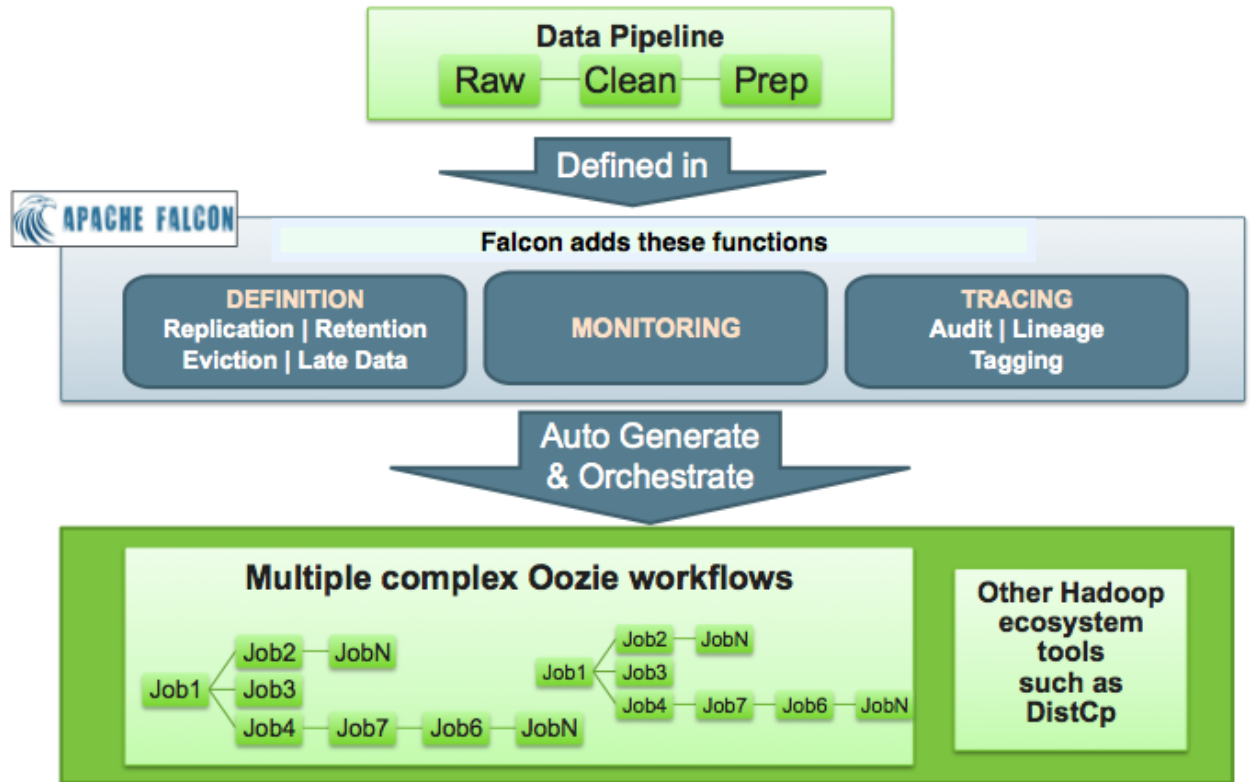 Data Pipeline
Raw Clean Prep
Defined in
APACHE FALCON
Falcon adds these functions
DEFINITION
Replication | Retention
Eviction | Late Data
MONITORING
TRACING
Audit | Lineage
Tagging
Auto Generate
& Orchestrate
Multiple complex Oozie workflows
Job1
Job2 JobN
Job3
Job4 Job7 Job6 JobN
Job1
Job2 JobN
Job3
Job4 Job7 Job6 JobN
Other Hadoop
ecosystem
tools
such as
DistCp